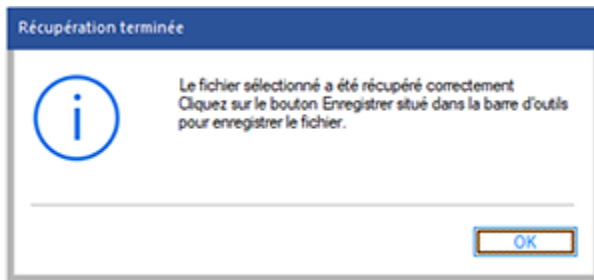 Récupération terminée
Le fichier sélectionné a été récupéré correctement
Cliquez sur le bouton Enregistrer situé dans la barre d'outils
pour enregistrer le fichier.
OK